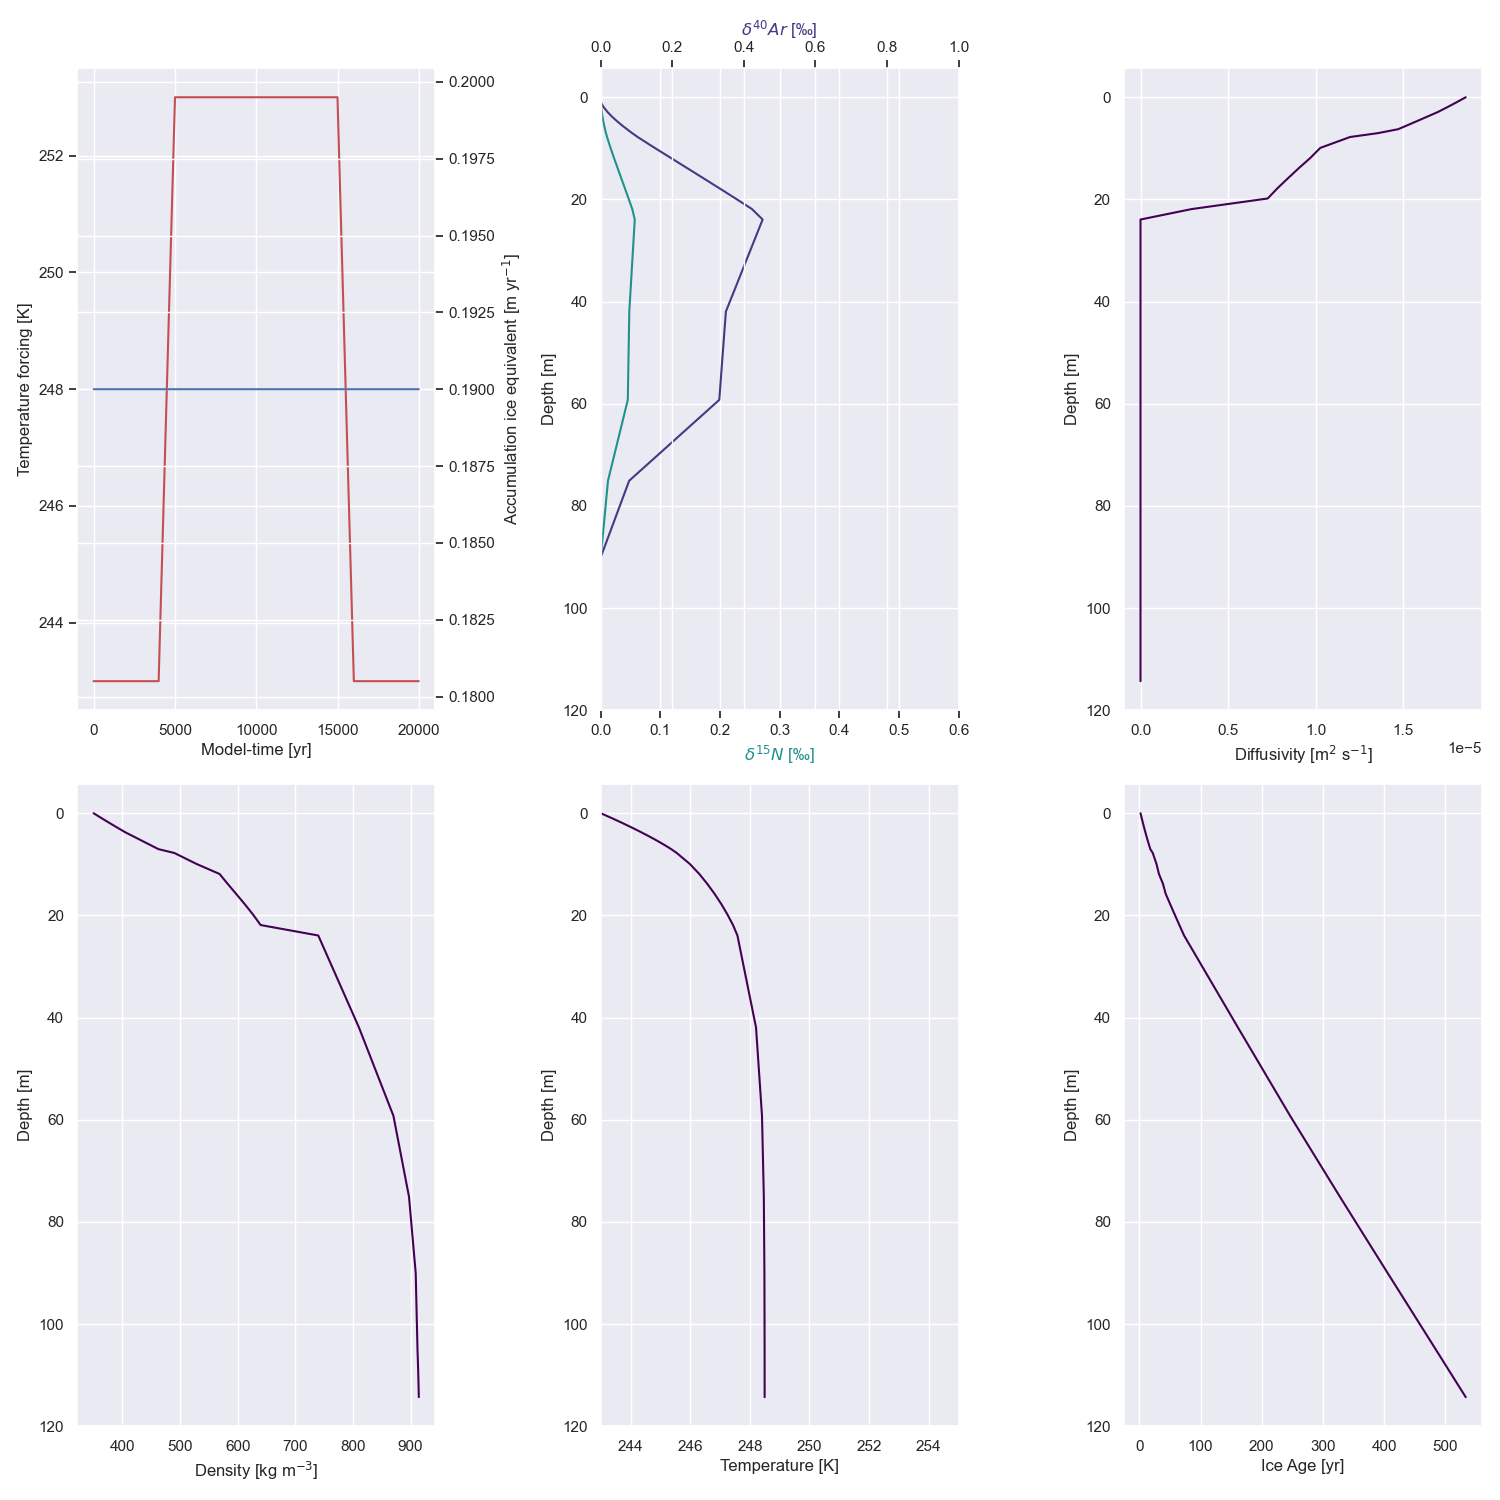 δ⁴⁰Ar [‰]
0.0 0.2 0.4 0.6 0.8 1.0
252
250
248
246
244
Temperature forcing [K]
0.2000
0.1975
0.1950
0.1925
0.1900
0.1875
0.1850
0.1825
0.1800
Accumulation ice equivalent [m yr⁻¹]
0 5000 10000 15000 20000
Model-time [yr]
0
20
40
60
80
100
120
Depth [m]
0.0 0.1 0.2 0.3 0.4 0.5 0.6
δ¹⁵N [‰]
0
20
40
60
80
100
120
Depth [m]
0.0 0.5 1.0 1.5
1e−5
Diffusivity [m² s⁻¹]
0
20
40
60
80
100
120
Depth [m]
400 500 600 700 800 900
Density [kg m⁻³]
0
20
40
60
80
100
120
Depth [m]
244 246 248 250 252 254
Temperature [K]
0
20
40
60
80
100
120
Depth [m]
0 100 200 300 400 500
Ice Age [yr]